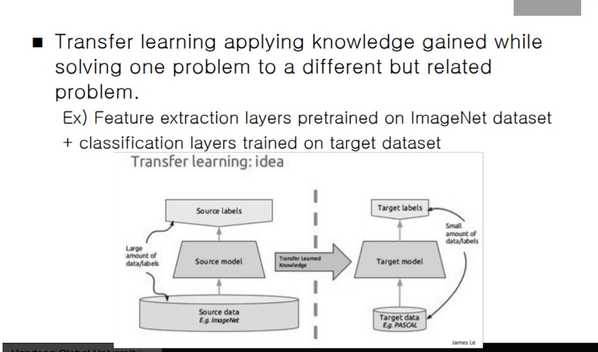 ■ Transfer learning applying knowledge gained while
solving one problem to a different but related
problem.
Ex) Feature extraction layers pretrained on ImageNet dataset
+ classification layers trained on target dataset
Transfer learning: idea
Source labels
Target labels
Small
amount of
data/labels
Large
amount of
data/labels
Source model
Transfer Learned
Knowledge
Target model
Source data
E.g. ImageNet
Target data
E.g. PASCAL
James Le